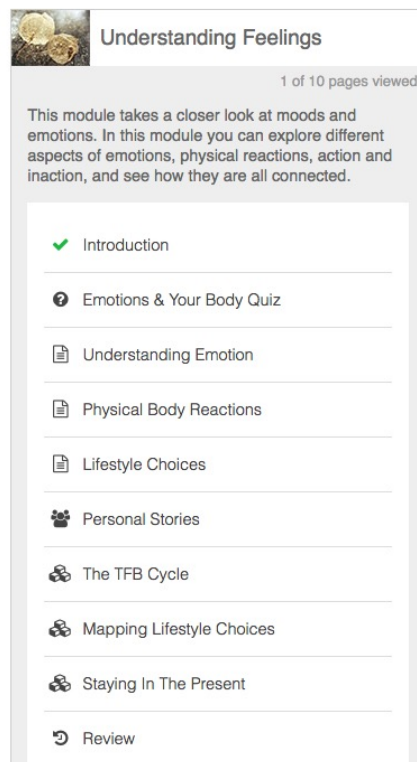 Understanding Feelings
1 of 10 pages viewed
This module takes a closer look at moods and
emotions. In this module you can explore different
aspects of emotions, physical reactions, action and
inaction, and see how they are all connected.
Introduction
Emotions & Your Body Quiz
Understanding Emotion
Physical Body Reactions
Lifestyle Choices
Personal Stories
The TFB Cycle
Mapping Lifestyle Choices
Staying In The Present
Review